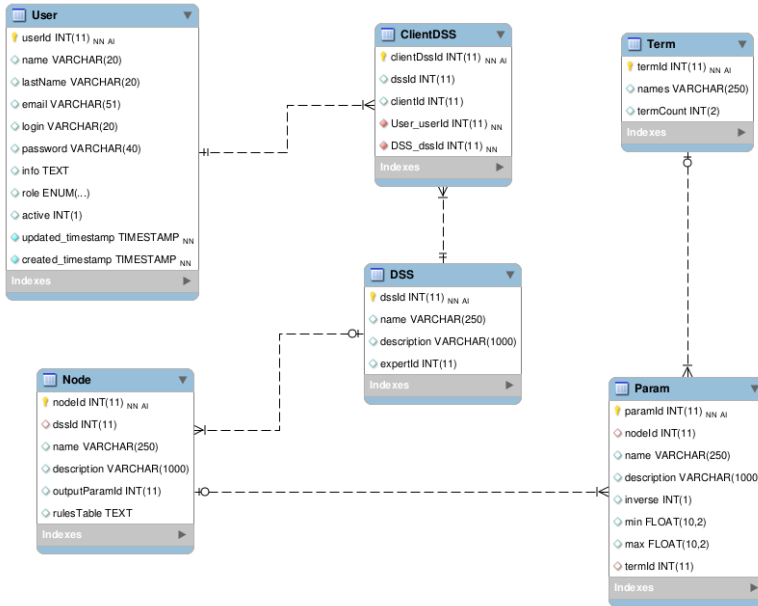 User
userId INT(11) NN AI
name VARCHAR(20)
lastName VARCHAR(20)
email VARCHAR(51)
login VARCHAR(20)
password VARCHAR(40)
info TEXT
role ENUM(...)
active INT(1)
updated_timestamp TIMESTAMP NN
created_timestamp TIMESTAMP NN
Indexes
ClientDSS
clientDssId INT(11) NN AI
dssId INT(11)
clientId INT(11)
User_userId INT(11) NN
DSS_dssId INT(11) NN
Indexes
Term
termId INT(11) NN AI
names VARCHAR(250)
termCount INT(2)
Indexes
DSS
dssId INT(11) NN AI
name VARCHAR(250)
description VARCHAR(1000)
expertId INT(11)
Indexes
Node
nodeId INT(11) NN AI
dssId INT(11)
name VARCHAR(250)
description VARCHAR(1000)
outputParamId INT(11)
rulesTable TEXT
Indexes
Param
paramId INT(11) NN AI
nodeId INT(11)
name VARCHAR(250)
description VARCHAR(1000
inverse INT(1)
min FLOAT(10,2)
max FLOAT(10,2)
termId INT(11)
Indexes